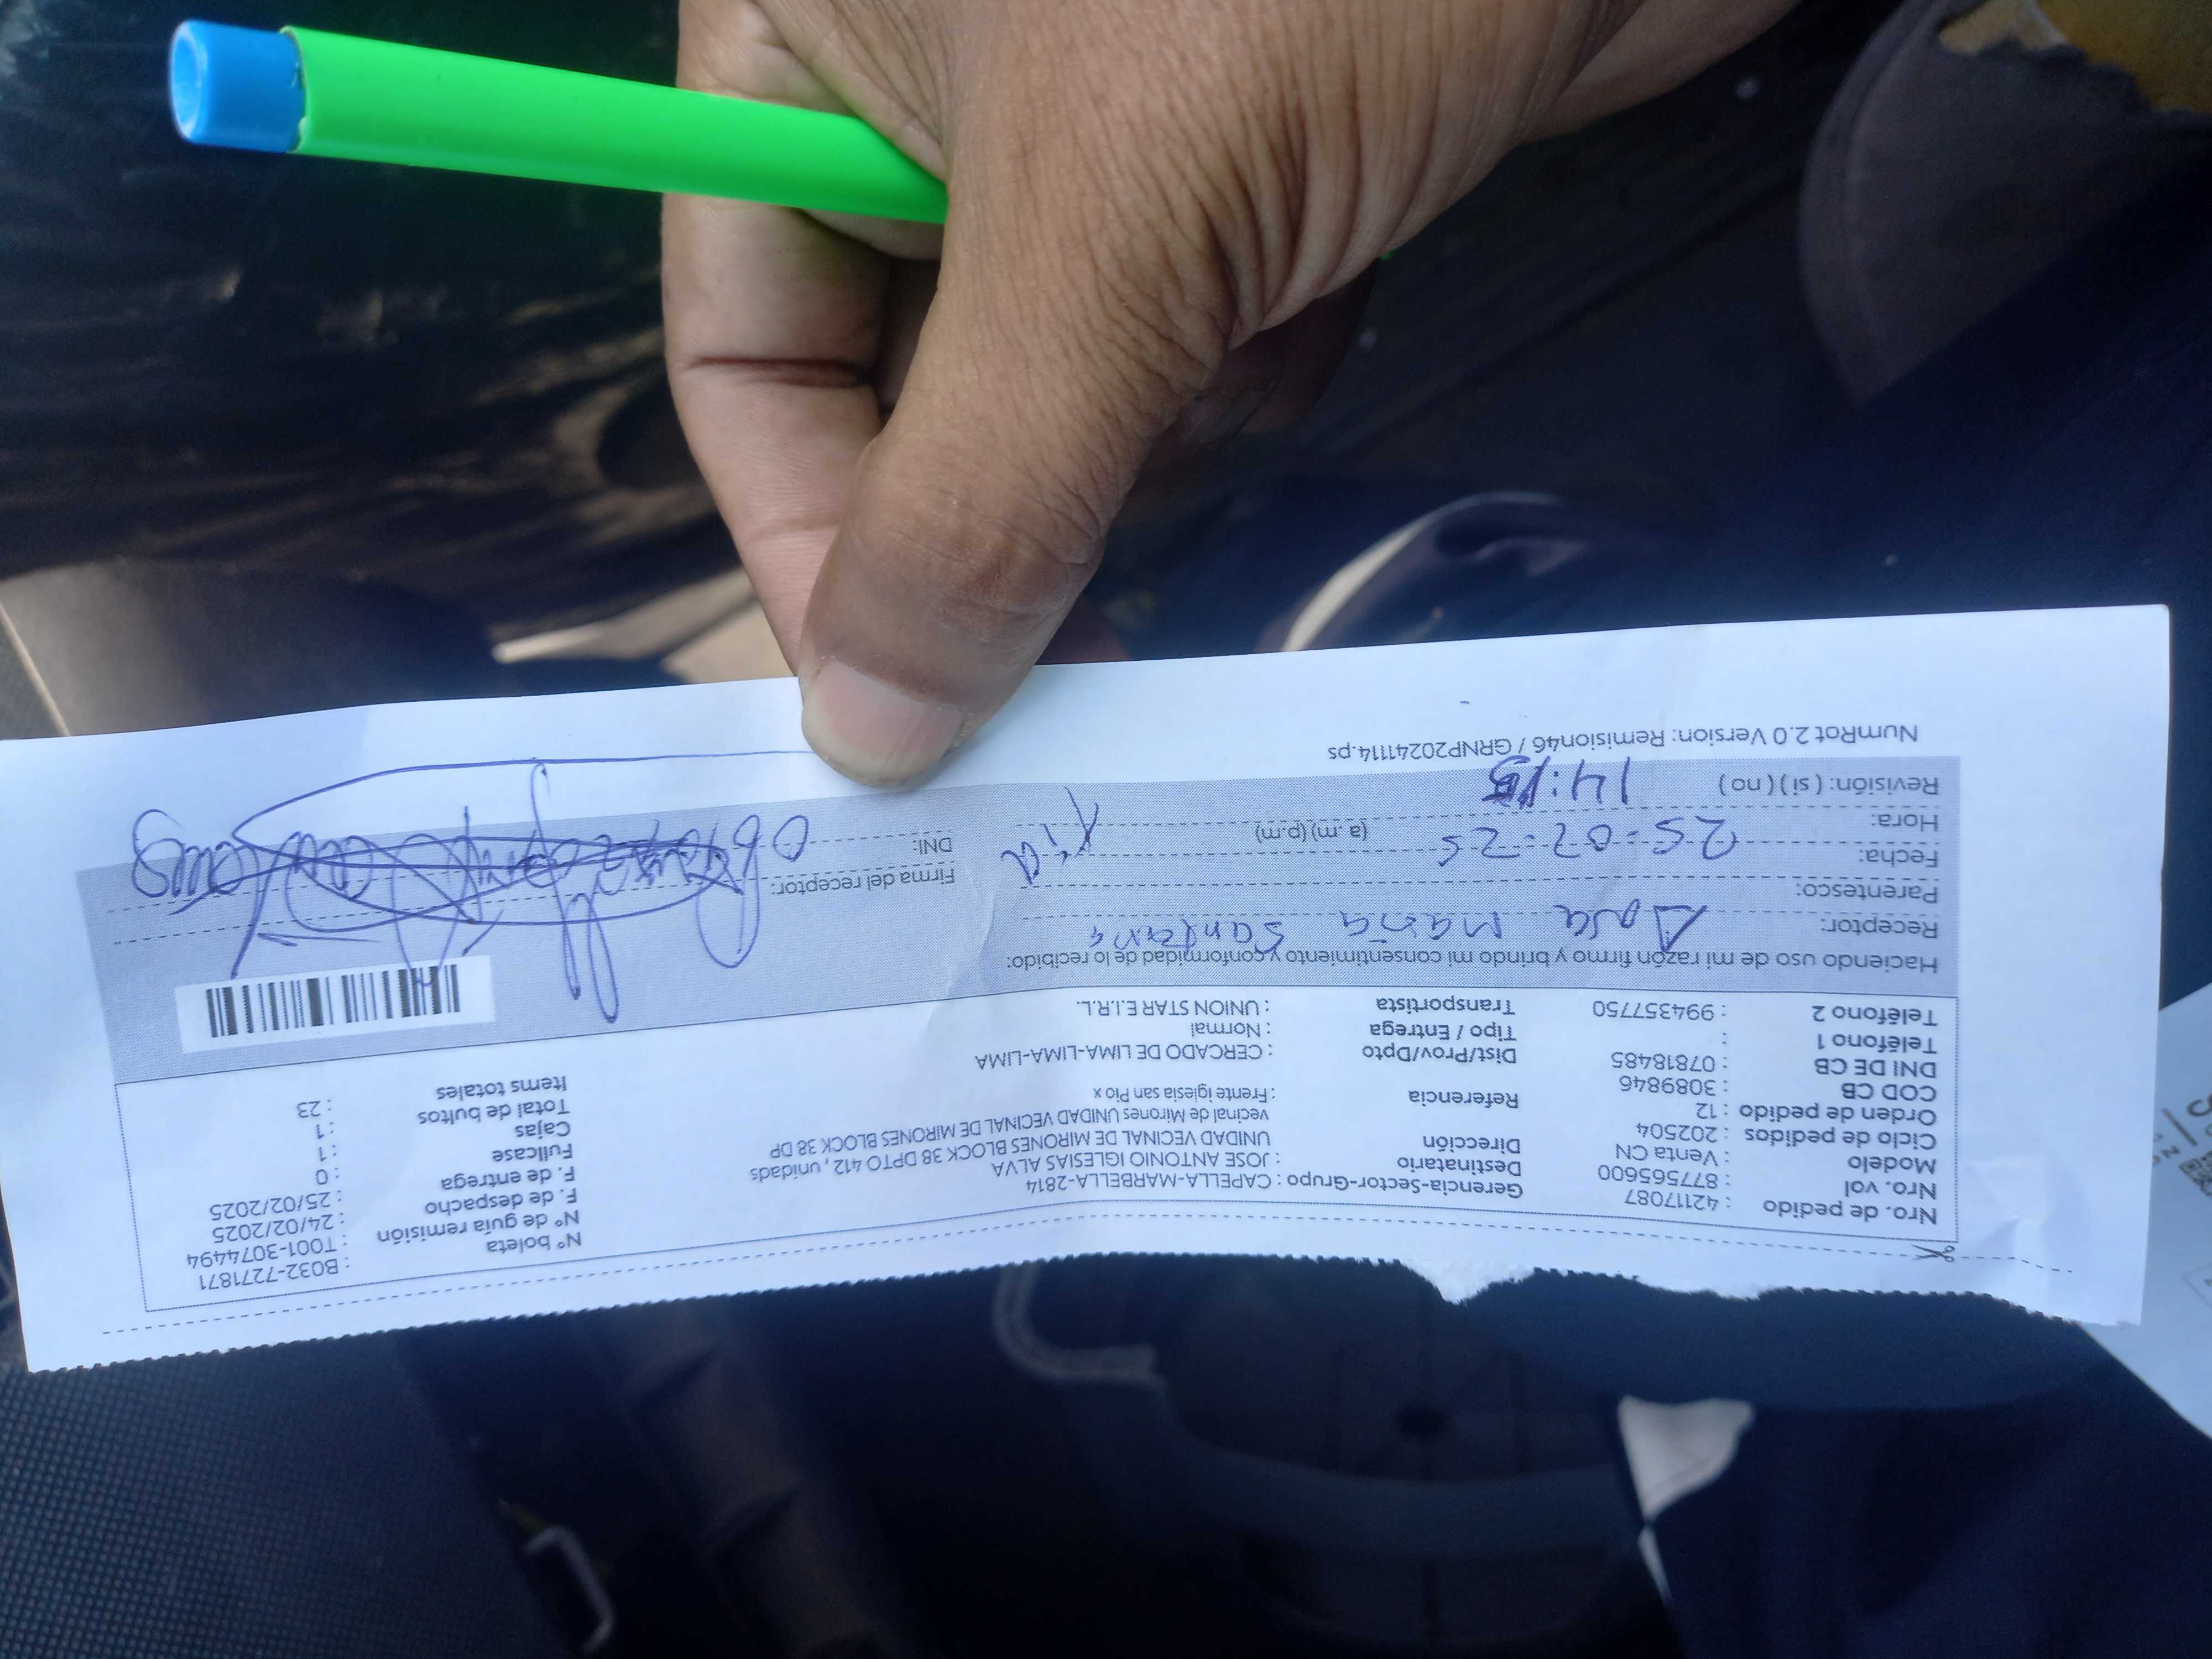 Nro. de pedido : 42117087
Nro. vol : 877565600
Modelo : Venta CN
Ciclo de pedidos : 202504
Orden de pedido : 12
COD CB : 3089846
DNI DE CB : 07818485
Teléfono 1 :
Teléfono 2 : 994357750
Gerencia-Sector-Grupo : CAPELLA-MARBELLA-2814
Destinatario : JOSE ANTONIO IGLESIAS ALVA
Dirección : UNIDAD VECINAL DE MIRONES BLOCK 38 DPTO 412 , unidads
vecinal de Mirones UNIDAD VECINAL DE MIRONES BLOCK 38 DP
Referencia : Frente iglesia san Pio x
Dist/Prov/Dpto : CERCADO DE LIMA-LIMA-LIMA
Tipo / Entrega : Normal
Transportista : UNION STAR E.I.R.L.
N° boleta : B032-7271871
N° de guía remisión : T001-3074494
F. de despacho : 24/02/2025
F. de entrega : 25/02/2025
Fullcase : 0
Cajas : 1
Total de bultos : 1
Items totales : 23
Haciendo uso de mi razón firmo y brindo mi consentimiento y conformidad de lo recibido:
Receptor: Maria Santana
Parentesco: Tia
Fecha: 25-02-25
Hora: (a. m) (p.m)
14:15
Revisión: ( si ) ( no )
Firma del receptor:
DNI:
NumRot 2.0 Version: Remision46 / GRNP20241114.ps